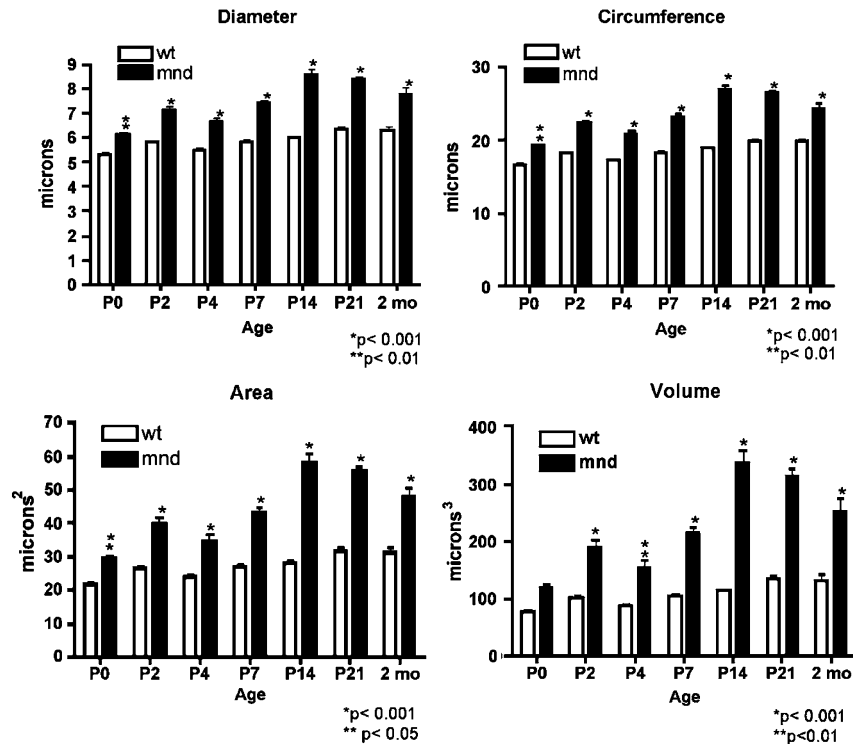 Diameter
wt
mnd
9
8
7
6
5
4
3
2
1
0
microns
* *
*
*
*
*
*
*
P0 P2 P4 P7 P14 P21 2 mo
Age
*p< 0.001
**p< 0.01
Circumference
wt
mnd
30
20
10
0
microns
* *
*
*
*
*
*
*
P0 P2 P4 P7 P14 P21 2 mo
Age
*p< 0.001
**p< 0.01
Area
wt
mnd
70
60
50
40
30
20
10
0
microns²
* *
*
*
*
*
*
*
P0 P2 P4 P7 P14 P21 2 mo
Age
*p< 0.001
** p< 0.05
Volume
wt
mnd
400
300
200
100
0
microns³
*
* *
*
*
*
*
P0 P2 P4 P7 P14 P21 2 mo
Age
*p< 0.001
**p<0.01